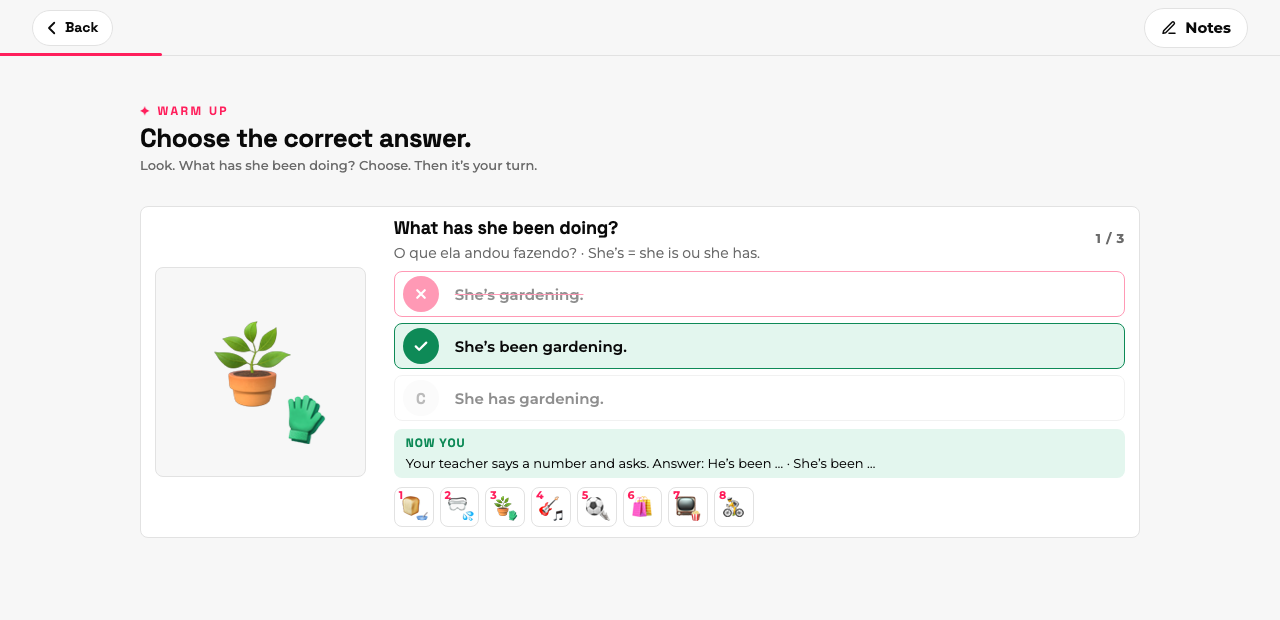 Back
Notes
WARM UP
Choose the correct answer.
Look. What has she been doing? Choose. Then it's your turn.
What has she been doing?
1 / 3
O que ela andou fazendo? · She's = she is ou she has.
She's gardening.
She's been gardening.
C She has gardening.
NOW YOU
Your teacher says a number and asks. Answer: He's been ... · She's been ...
1 2 3 4 5 6 7 8